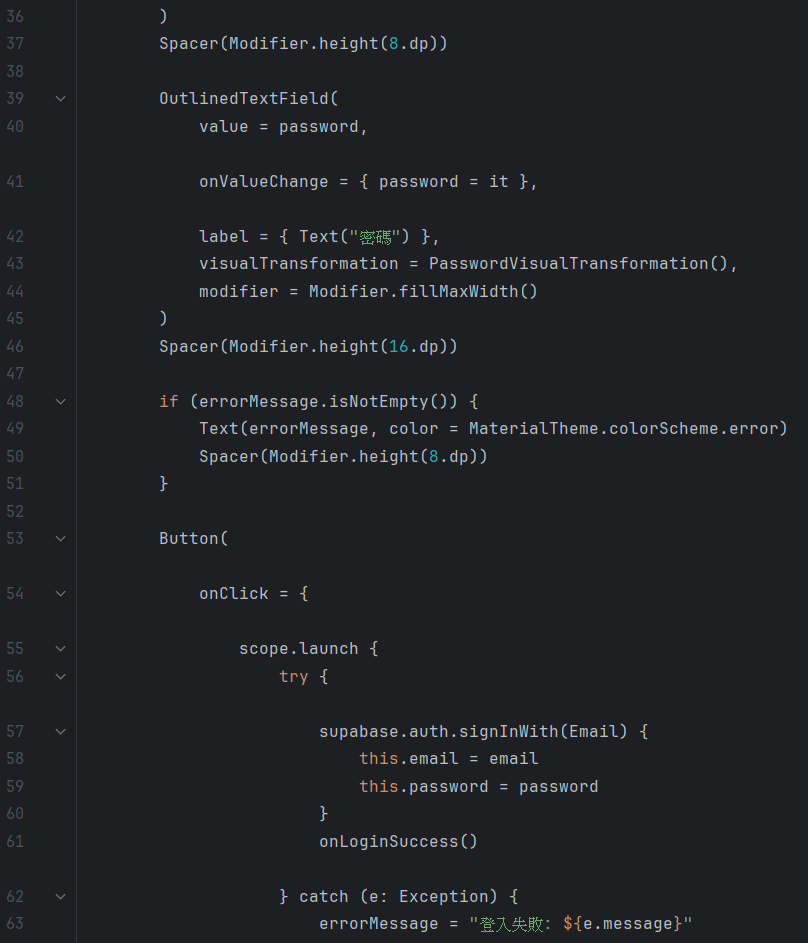 36 )
37 Spacer(Modifier.height(8.dp))
38
39 OutlinedTextField(
40 value = password,
41 onValueChange = { password = it },
42 label = { Text("密碼") },
43 visualTransformation = PasswordVisualTransformation(),
44 modifier = Modifier.fillMaxWidth()
45 )
46 Spacer(Modifier.height(16.dp))
47
48 if (errorMessage.isNotEmpty()) {
49 Text(errorMessage, color = MaterialTheme.colorScheme.error)
50 Spacer(Modifier.height(8.dp))
51 }
52
53 Button(
54 onClick = {
55 scope.launch {
56 try {
57 supabase.auth.signInWith(Email) {
58 this.email = email
59 this.password = password
60 }
61 onLoginSuccess()
62 } catch (e: Exception) {
63 errorMessage = "登入失敗: ${e.message}"